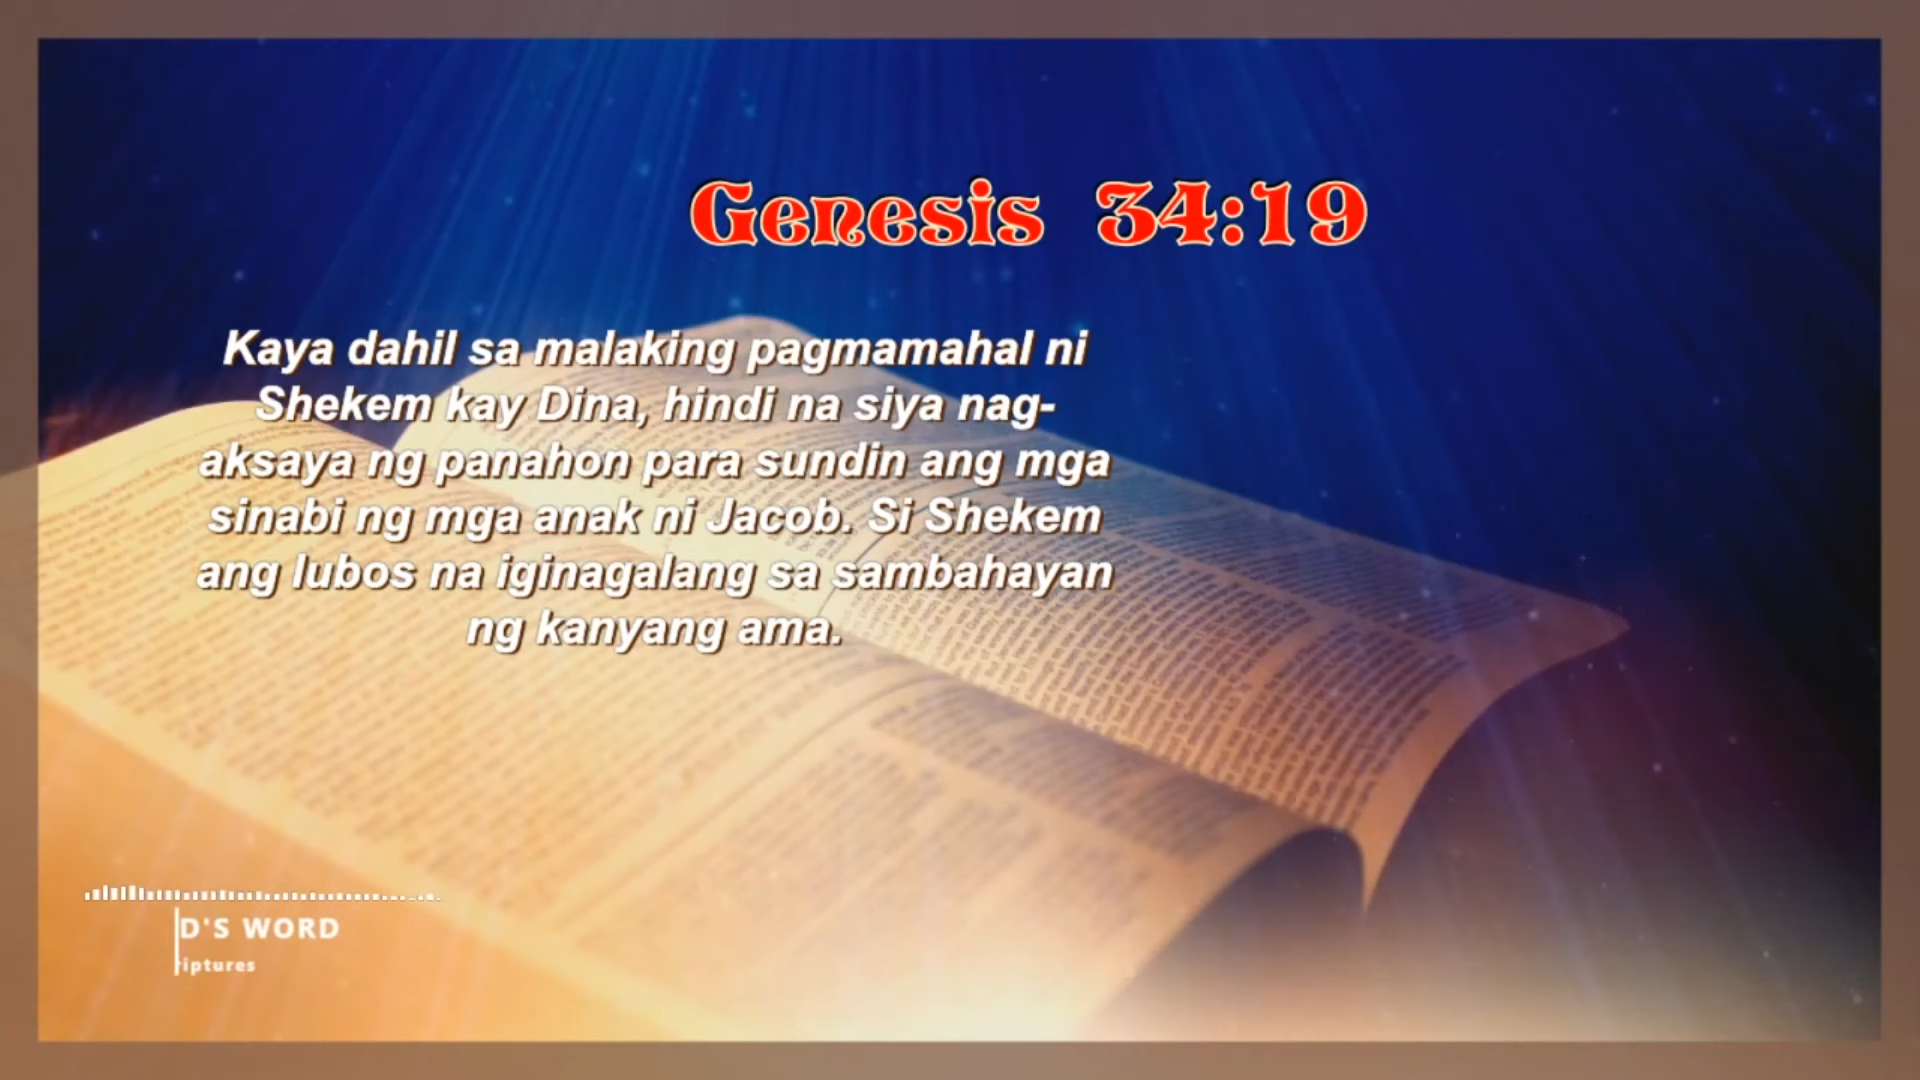 Genesis 34:19
Kaya dahil sa malaking pagmamahal ni
Shekem kay Dina, hindi na siya nag-
aksaya ng panahon para sundin ang mga
sinabi ng mga anak ni Jacob. Si Shekem
ang lubos na iginagalang sa sambahayan
ng kanyang ama.
D'S WORD
riptures